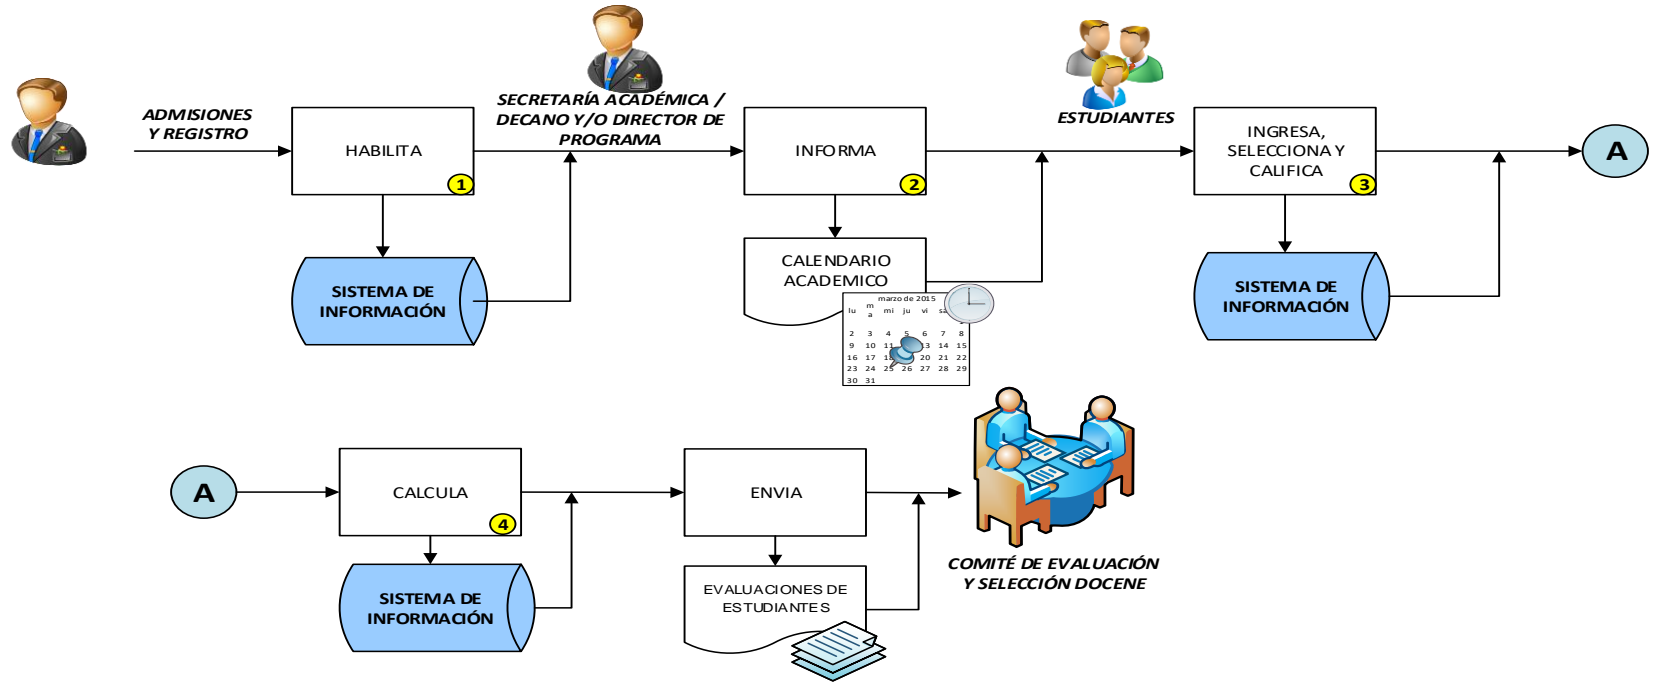 ADMISIONES
Y REGISTRO
HABILITA
1
SISTEMA DE
INFORMACIÓN
SECRETARÍA ACADÉMICA /
DECANO Y/O DIRECTOR DE
PROGRAMA
INFORMA
2
CALENDARIO
ACADEMICO
marzo de 2015
lu ma mi ju vi sa
2 3 4 5 6 7 8
9 10 11 13 14 15
16 17 20 21 22
23 24 25 26 27 28 29
30 31
ESTUDIANTES
INGRESA,
SELECCIONA Y
CALIFICA
3
SISTEMA DE
INFORMACIÓN
A
A
CALCULA
4
SISTEMA DE
INFORMACIÓN
ENVIA
EVALUACIONES DE
ESTUDIANTES
COMITÉ DE EVALUACIÓN
Y SELECCIÓN DOCENE